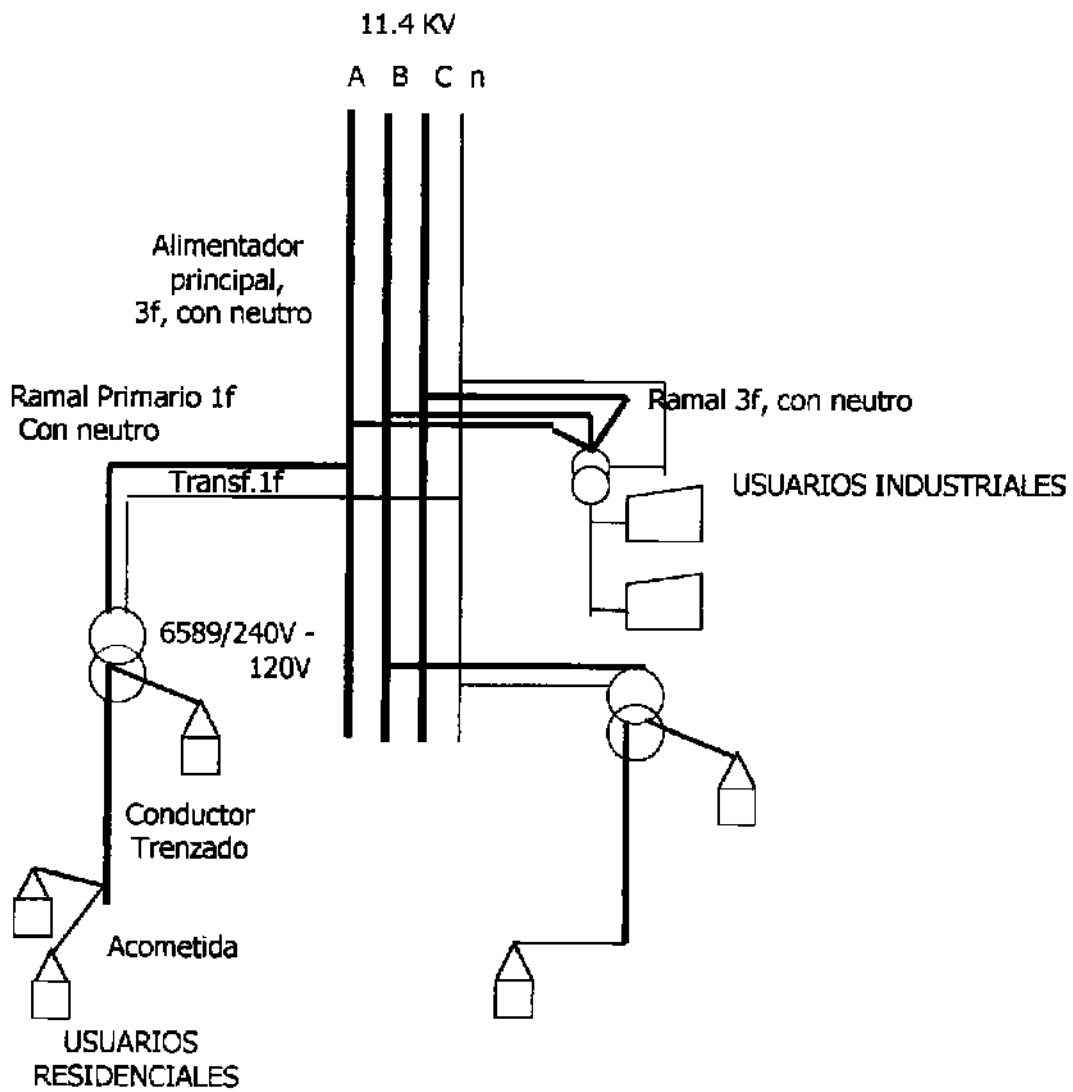 11.4 KV
A B C n
Alimentador
principal,
3f, con neutro
Ramal Primario 1f
Con neutro
Ramal 3f, con neutro
Transf.1f
USUARIOS INDUSTRIALES
6589/240V -
120V
Conductor
Trenzado
Acometida
USUARIOS
RESIDENCIALES